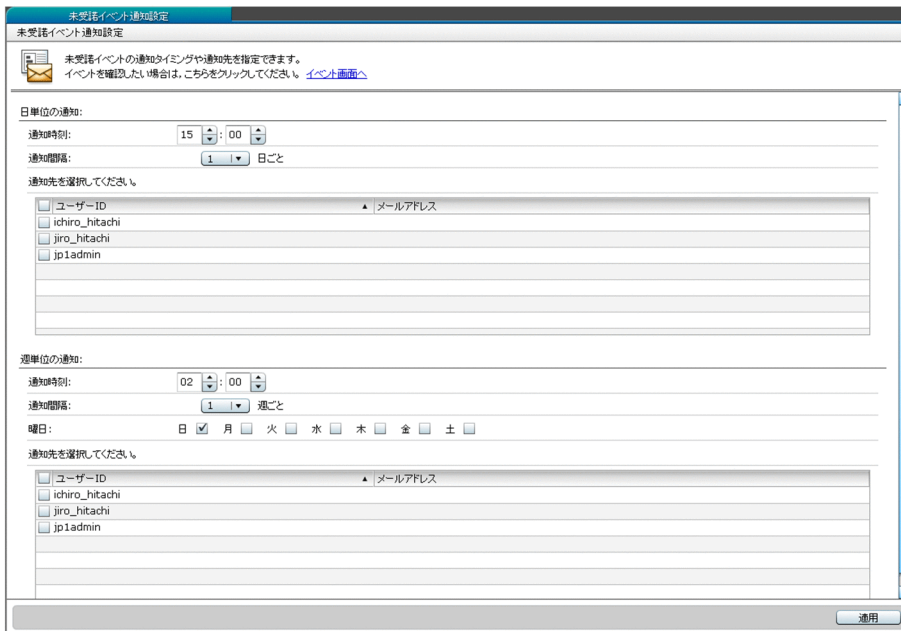 未受諾イベント通知設定
未受諾イベント通知設定
未受諾イベントの通知タイミングや通知先を指定できます。
イベントを確認したい場合は，こちらをクリックしてください。 イベント画面へ
日単位の通知:
通知時刻: 15 : 00
通知間隔: 1 日ごと
通知先を選択してください。
ユーザーID ▲ メールアドレス
ichiro_hitachi
jiro_hitachi
jp1admin
週単位の通知:
通知時刻: 02 : 00
通知間隔: 1 週ごと
曜日: 日 月 火 水 木 金 土
通知先を選択してください。
ユーザーID ▲ メールアドレス
ichiro_hitachi
jiro_hitachi
jp1admin
適用